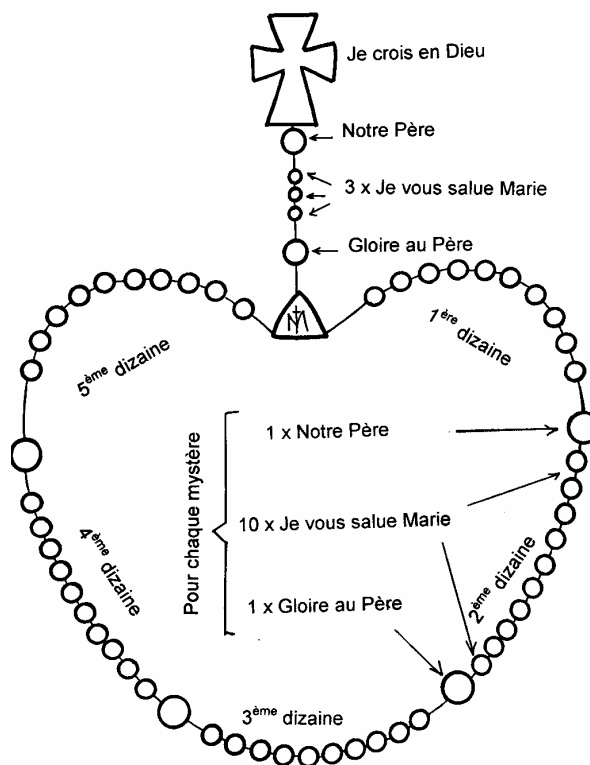 Je crois en Dieu
Notre Père
3 x Je vous salue Marie
Gloire au Père
1ère dizaine
5ème dizaine
1 x Notre Père
Pour chaque mystère
10 x Je vous salue Marie
4ème dizaine
2ème dizaine
1 x Gloire au Père
3ème dizaine